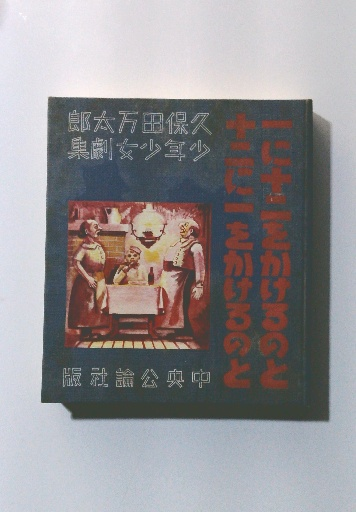 一に十二をかけるのと
十二に一をかけるのと
久保田万太郎
少年少女劇集
中央公論社版